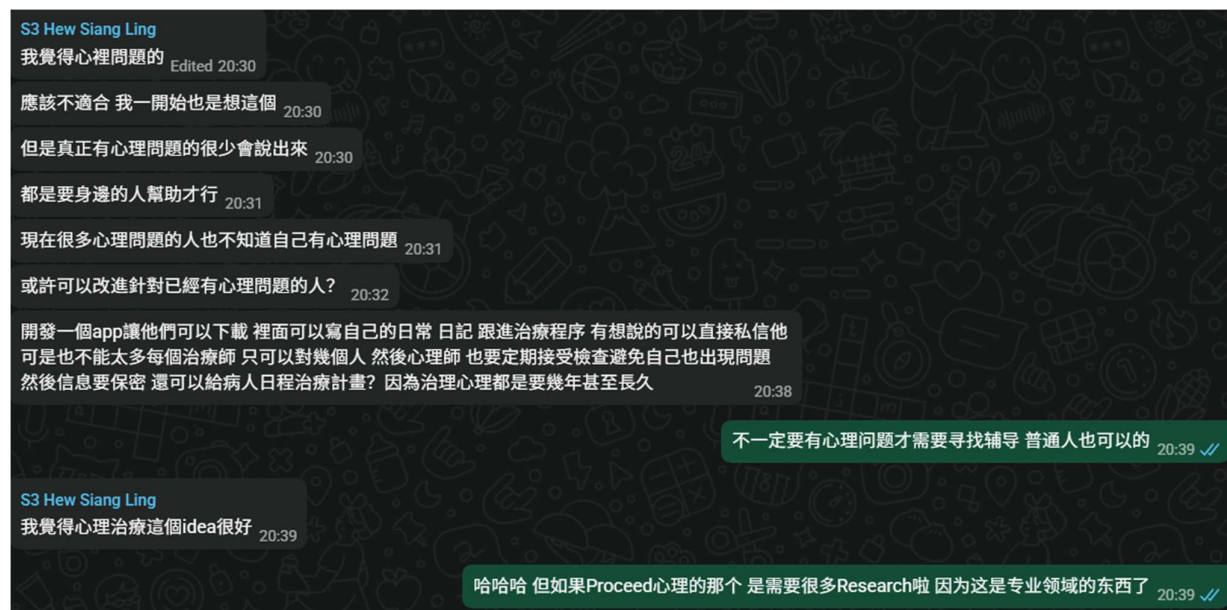 S3 Hew Siang Ling
我覺得心裡問題的 Edited 20:30
應該不適合 我一開始也是想這個 20:30
但是真正有心理問題的很少會說出來 20:30
都是要身邊的人幫助才行 20:31
現在很多心理問題的人也不知道自己有心理問題 20:31
或許可以改進針對已經有心理問題的人? 20:32
開發一個app讓他們可以下載 裡面可以寫自己的日常 日記 跟進治療程序 有想說的可以直接私信他
可是也不能太多每個治療師 只可以對幾個人 然後心理師 也要定期接受檢查避免自己也出現問題
然後信息要保密 還可以給病人日程治療計畫? 因為治理心理都是要幾年甚至長久 20:38
不一定要有心理问题才需要寻找辅导 普通人也可以的 20:39
S3 Hew Siang Ling
我覺得心理治療這個idea很好 20:39
哈哈哈 但如果Proceed心理的那个 是需要很多Research啦 因为这是专业领域的东西了 20:39